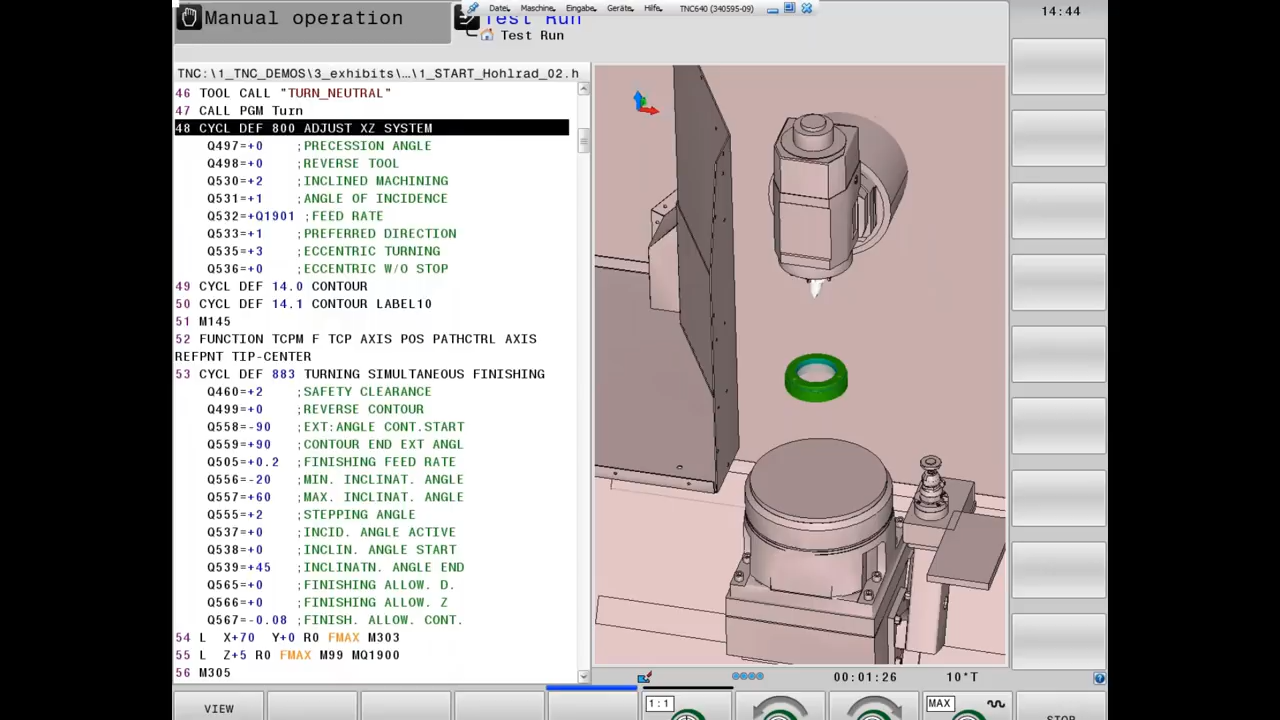 Manual operation
Datei Maschine Eingabe Geräte Hilfe TNC640 (340595-09)
Test Run
Test Run
14:44
TNC:\1_TNC_DEMOS\3_exhibits\...\1_START_Hohlrad_02.h
46 TOOL CALL "TURN_NEUTRAL"
47 CALL PGM Turn
48 CYCL DEF 800 ADJUST XZ SYSTEM
Q497=+0 ;PRECESSION ANGLE
Q498=+0 ;REVERSE TOOL
Q530=+2 ;INCLINED MACHINING
Q531=+1 ;ANGLE OF INCIDENCE
Q532=+Q1901 ;FEED RATE
Q533=+1 ;PREFERRED DIRECTION
Q535=+3 ;ECCENTRIC TURNING
Q536=+0 ;ECCENTRIC W/O STOP
49 CYCL DEF 14.0 CONTOUR
50 CYCL DEF 14.1 CONTOUR LABEL10
51 M145
52 FUNCTION TCPM F TCP AXIS POS PATHCTRL AXIS
REFPNT TIP-CENTER
53 CYCL DEF 883 TURNING SIMULTANEOUS FINISHING
Q460=+2 ;SAFETY CLEARANCE
Q499=+0 ;REVERSE CONTOUR
Q558=-90 ;EXT:ANGLE CONT.START
Q559=+90 ;CONTOUR END EXT ANGL
Q505=+0.2 ;FINISHING FEED RATE
Q556=-20 ;MIN. INCLINAT. ANGLE
Q557=+60 ;MAX. INCLINAT. ANGLE
Q555=+2 ;STEPPING ANGLE
Q537=+0 ;INCID. ANGLE ACTIVE
Q538=+0 ;INCLIN. ANGLE START
Q539=+45 ;INCLINATN. ANGLE END
Q565=+0 ;FINISHING ALLOW. D.
Q566=+0 ;FINISHING ALLOW. Z
Q567=-0.08 ;FINISH. ALLOW. CONT.
54 L X+70 Y+0 R0 FMAX M303
55 L Z+5 R0 FMAX M99 MQ1900
56 M305
00:01:26 10*T
VIEW
1:1
MAX
STOP